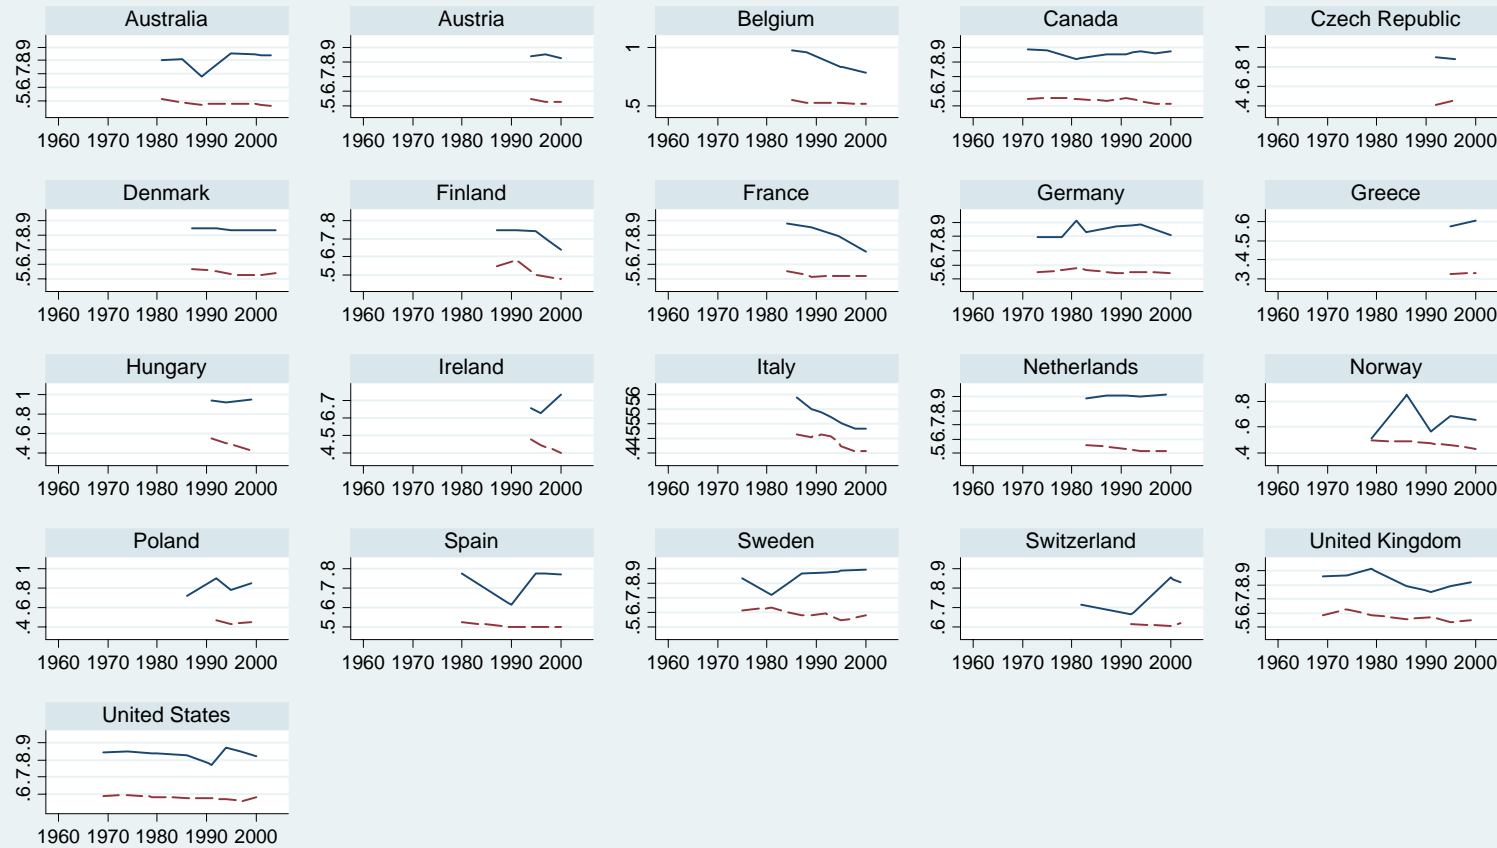 Australia
.5 .6 .7 .8 .9
1960 1970 1980 1990 2000
Austria
.5 .6 .7 .8 .9
1960 1970 1980 1990 2000
Belgium
.5 1
1960 1970 1980 1990 2000
Canada
.5 .6 .7 .8 .9
1960 1970 1980 1990 2000
Czech Republic
.4 .6 .8 1
1960 1970 1980 1990 2000
Denmark
.5 .6 .7 .8 .9
1960 1970 1980 1990 2000
Finland
.5 .6 .7 .8
1960 1970 1980 1990 2000
France
.5 .6 .7 .8 .9
1960 1970 1980 1990 2000
Germany
.5 .6 .7 .8 .9
1960 1970 1980 1990 2000
Greece
.3 .4 .5 .6
1960 1970 1980 1990 2000
Hungary
.4 .6 .8 1
1960 1970 1980 1990 2000
Ireland
.4 .5 .6 .7
1960 1970 1980 1990 2000
Italy
.4 .45 .5 .55 .6
1960 1970 1980 1990 2000
Netherlands
.5 .6 .7 .8 .9
1960 1970 1980 1990 2000
Norway
.4 .6 .8
1960 1970 1980 1990 2000
Poland
.4 .6 .8 1
1960 1970 1980 1990 2000
Spain
.5 .6 .7 .8
1960 1970 1980 1990 2000
Sweden
.5 .6 .7 .8 .9
1960 1970 1980 1990 2000
Switzerland
.6 .7 .8 .9
1960 1970 1980 1990 2000
United Kingdom
.5 .6 .7 .8 .9
1960 1970 1980 1990 2000
United States
.6 .7 .8 .9
1960 1970 1980 1990 2000